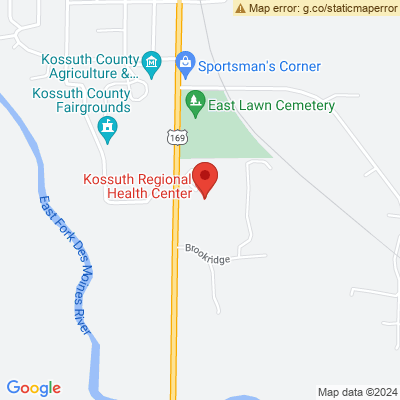 Map error: g.co/staticmaperror
Kossuth County
Agriculture &...
Sportsman's Corner
Kossuth County
Fairgrounds
East Lawn Cemetery
169
Kossuth Regional
Health Center
East Fork Des Moines River
Brookridge
Google
Map data ©2024